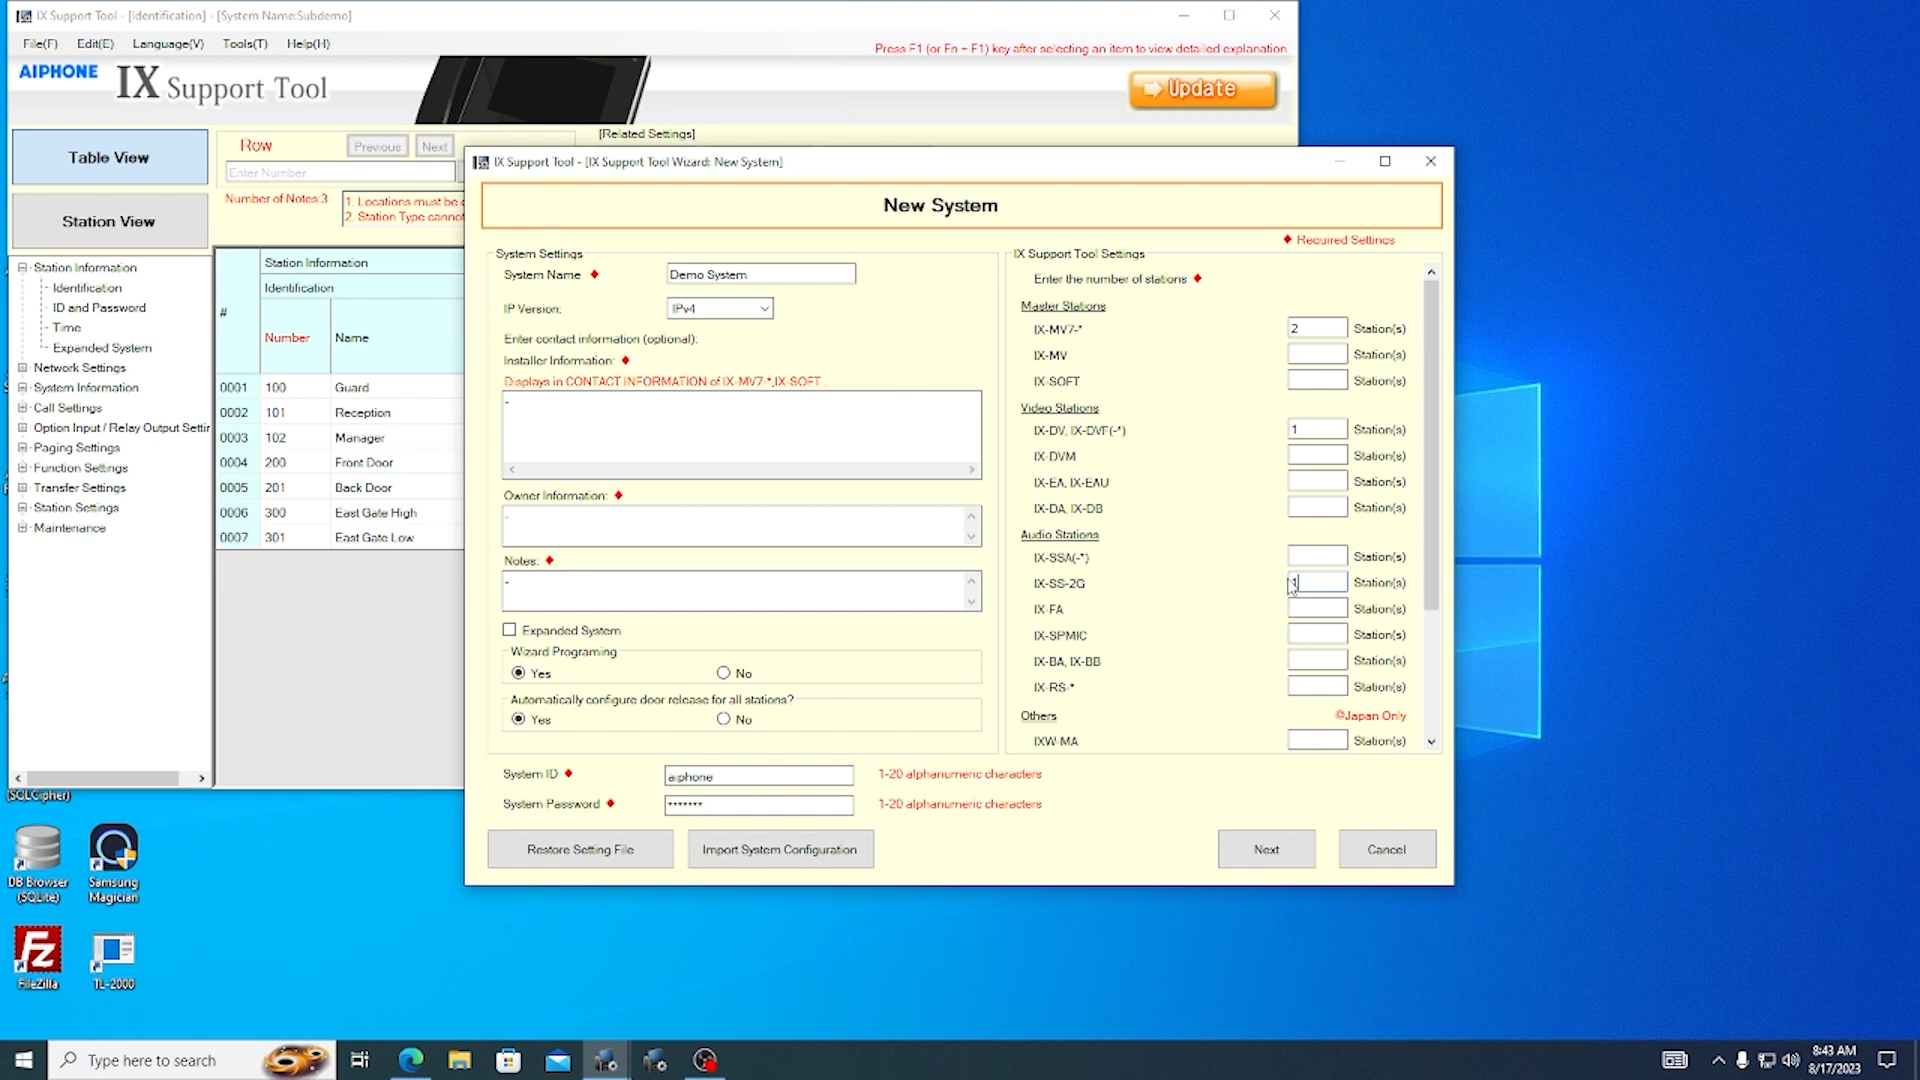 IX Support Tool - [Identification] - [System Name:Subdemo]
File(F) Edit(E) Language(V) Tools(T) Help(H)
Press F1 (or Fn + F1) key after selecting an item to view detailed explanation.
AIPHONE IX Support Tool
Update
Table View
Station View
Row Previous Next
Enter Number
[Related Settings]
Number of Notes:3
1. Locations must be
2. Station Type cannot
Station Information
Identification
ID and Password
Time
Expanded System
Network Settings
System Information
Call Settings
Option Input / Relay Output Settin
Paging Settings
Function Settings
Transfer Settings
Station Settings
Maintenance
Station Information
Identification
# Number Name
0001 100 Guard
0002 101 Reception
0003 102 Manager
0004 200 Front Door
0005 201 Back Door
0006 300 East Gate High
0007 301 East Gate Low
IX Support Tool - [IX Support Tool Wizard: New System]
New System
♦ Required Settings
System Settings
System Name ♦ Demo System
IP Version: IPv4
Enter contact information (optional):
Installer Information: ♦
Displays in CONTACT INFORMATION of IX-MV7-*,IX-SOFT .
-
Owner Information: ♦
-
Notes: ♦
-
Expanded System
Wizard Programing
Yes No
Automatically configure door release for all stations?
Yes No
IX Support Tool Settings
Enter the number of stations ♦
Master Stations
IX-MV7-* 2 Station(s)
IX-MV Station(s)
IX-SOFT Station(s)
Video Stations
IX-DV, IX-DVF(-*) 1 Station(s)
IX-DVM Station(s)
IX-EA, IX-EAU Station(s)
IX-DA, IX-DB Station(s)
Audio Stations
IX-SSA(-*) Station(s)
IX-SS-2G 1 Station(s)
IX-FA Station(s)
IX-SPMIC Station(s)
IX-BA, IX-BB Station(s)
IX-RS-* Station(s)
Others ※Japan Only
IXW-MA Station(s)
System ID ♦ aiphone 1-20 alphanumeric characters
System Password ♦ ******* 1-20 alphanumeric characters
Restore Setting File Import System Configuration Next Cancel
(SQLCipher)
DB Browser (SQLite)
Samsung Magician
FileZilla
TL-2000
Type here to search
8:43 AM
8/17/2023